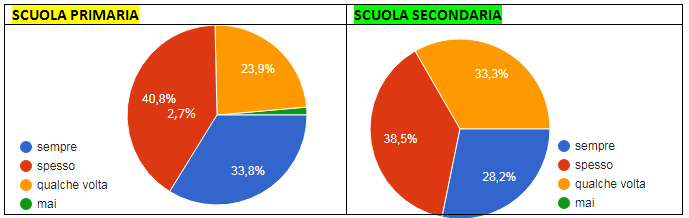 SCUOLA PRIMARIA
23,9%
40,8%
2,7%
33,8%
sempre
spesso
qualche volta
mai
SCUOLA SECONDARIA
33,3%
38,5%
28,2%
sempre
spesso
qualche volta
mai